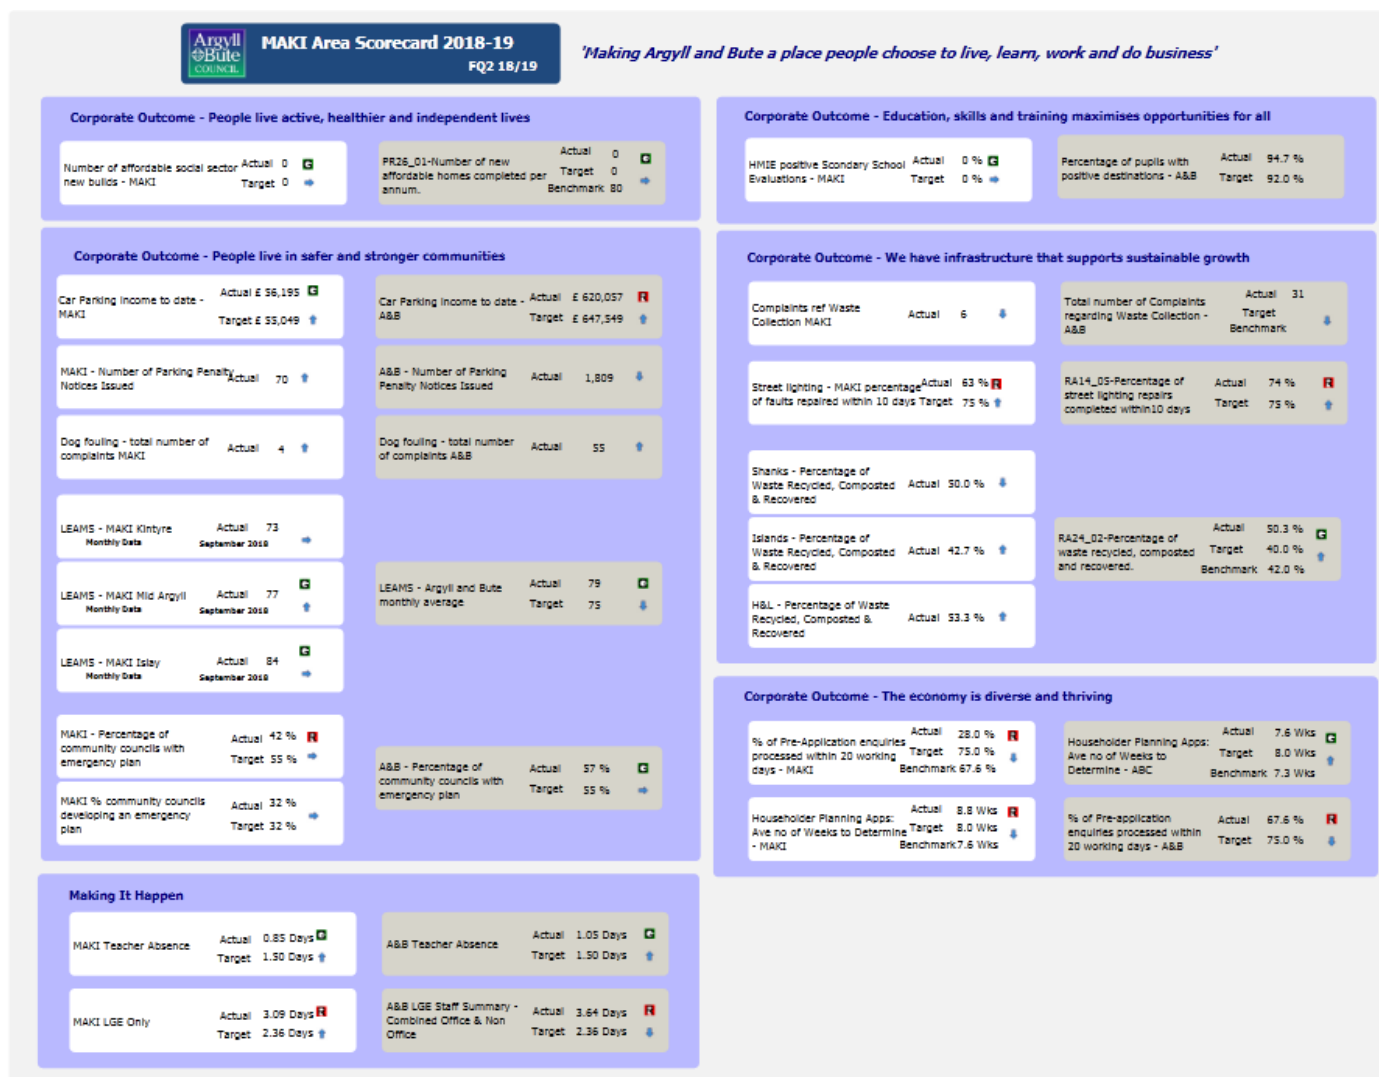 Argyll
&Bute
COUNCIL
MAKI Area Scorecard 2018-19
FQ2 18/19
'Making Argyll and Bute a place people choose to live, learn, work and do business'
Corporate Outcome - People live active, healthier and independent lives
Number of affordable social sector
new builds - MAKI
Actual 0 G
Target 0
PR26_01-Number of new
affordable homes completed per
annum.
Actual 0 G
Target 0
Benchmark 80
Corporate Outcome - People live in safer and stronger communities
Car Parking income to date -
MAKI
Actual £ 56,195 G
Target £ 55,049
Car Parking income to date -
A&B
Actual £ 620,057 R
Target £ 647,549
MAKI - Number of Parking Penalty
Notices Issued
Actual 70
A&B - Number of Parking
Penalty Notices Issued
Actual 1,809
Dog fouling - total number of
complaints MAKI
Actual 4
Dog fouling - total number
of complaints A&B
Actual 55
LEAMS - MAKI Kintyre
Monthly Data
Actual 73
September 2018
LEAMS - MAKI Mid Argyll
Monthly Data
G
Actual 77
September 2018
LEAMS - Argyll and Bute
monthly average
Actual 79 G
Target 75
LEAMS - MAKI Islay
Monthly Data
G
Actual 84
September 2018
MAKI - Percentage of
community councils with
emergency plan
Actual 42 % R
Target 55 %
A&B - Percentage of
community councils with
emergency plan
Actual 57 % G
Target 55 %
MAKI % community councils
developing an emergency
plan
Actual 32 %
Target 32 %
Making It Happen
MAKI Teacher Absence
Actual 0.85 Days G
Target 1.50 Days
A&B Teacher Absence
Actual 1.05 Days G
Target 1.50 Days
MAKI LGE Only
Actual 3.09 Days R
Target 2.36 Days
A&B LGE Staff Summary -
Combined Office & Non
Office
Actual 3.64 Days R
Target 2.36 Days
Corporate Outcome - Education, skills and training maximises opportunities for all
HMIE positive Scondary School
Evaluations - MAKI
Actual 0 % G
Target 0 %
Percentage of pupils with
positive destinations - A&B
Actual 94.7 %
Target 92.0 %
Corporate Outcome - We have infrastructure that supports sustainable growth
Complaints ref Waste
Collection MAKI
Actual 6
Total number of Complaints
regarding Waste Collection -
A&B
Actual 31
Target
Benchmark
Street lighting - MAKI percentage
of faults repaired within 10 days
Actual 63 % R
Target 75 %
RA14_05-Percentage of
street lighting repairs
completed within10 days
Actual 74 % R
Target 75 %
Shanks - Percentage of
Waste Recycled, Composted
& Recovered
Actual 50.0 %
Islands - Percentage of
Waste Recycled, Composted
& Recovered
Actual 42.7 %
RA24_02-Percentage of
waste recycled, composted
and recovered.
Actual 50.3 % G
Target 40.0 %
Benchmark 42.0 %
H&L - Percentage of Waste
Recycled, Composted &
Recovered
Actual 53.3 %
Corporate Outcome - The economy is diverse and thriving
% of Pre-Application enquiries
processed within 20 working
days - MAKI
Actual 28.0 % R
Target 75.0 %
Benchmark 67.6 %
Householder Planning Apps:
Ave no of Weeks to
Determine - ABC
Actual 7.6 Wks G
Target 8.0 Wks
Benchmark 7.3 Wks
Householder Planning Apps:
Ave no of Weeks to Determine
- MAKI
Actual 8.8 Wks R
Target 8.0 Wks
Benchmark 7.6 Wks
% of Pre-application
enquiries processed within
20 working days - A&B
Actual 67.6 % R
Target 75.0 %